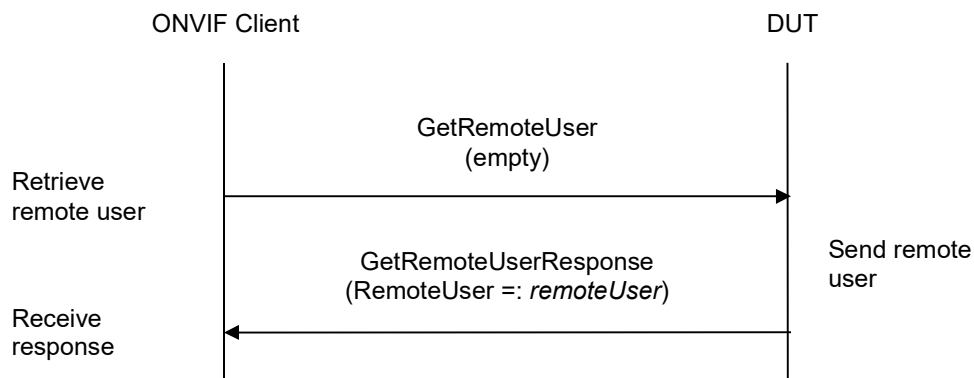 ONVIF Client
DUT
GetRemoteUser
(empty)
Retrieve
remote user
GetRemoteUserResponse
(RemoteUser =: remoteUser)
Send remote
user
Receive
response